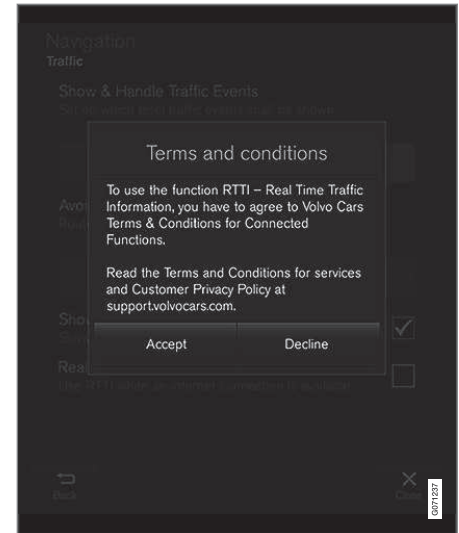 Navigation
Traffic
Show & Handle Traffic Events
Terms and conditions
To use the function RTTI – Real Time Traffic
Information, you have to agree to Volvo Cars
Terms & Conditions for Connected
Functions.
Read the Terms and Conditions for services
and Customer Privacy Policy at
support.volvocars.com.
Accept
Decline
Back
Close
G071237